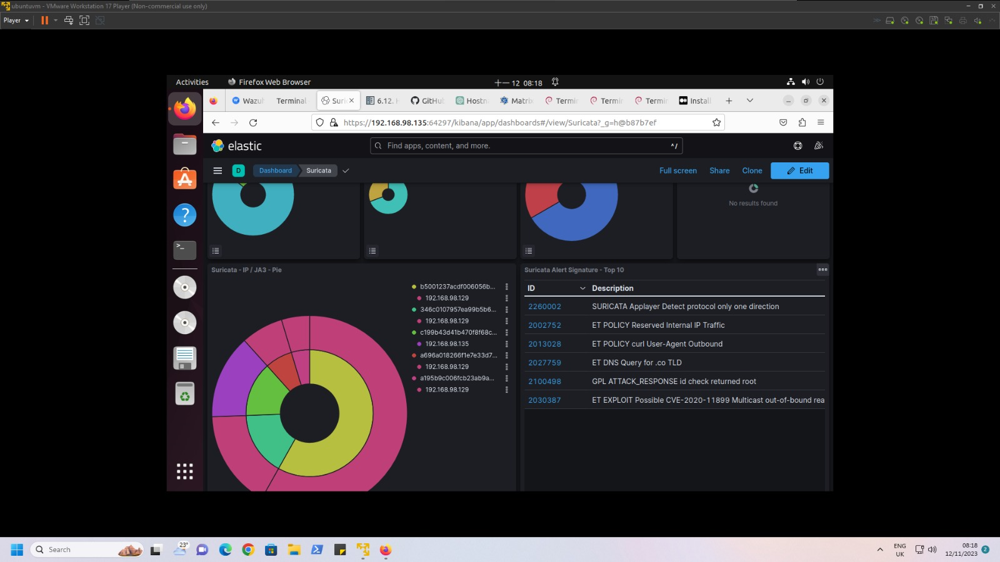 ubuntuvm - VMware Workstation 17 Player (Non-commercial use only)
Player
Activities
Firefox Web Browser
12 08:18
Wazuh
Terminal
Suri
6.12.
GitHu
Hostn
Matrix
Termin
Termin
Termin
Install
https://192.168.98.135:64297/kibana/app/dashboards#/view/Suricata?_g=h@b87b7ef
elastic
Find apps, content, and more.
^/
D
Dashboard
Suricata
Full screen
Share
Clone
Edit
No results found
Suricata - IP / JA3 - Pie
b5001237acdf006056b...
192.168.98.129
346c0107957ea99b5b6...
192.168.98.129
c199b43d41b470f8f68c...
192.168.98.135
a696a018266f1e7e33d7...
192.168.98.129
a195b9c006fcb23ab9a...
192.168.98.129
Suricata Alert Signature - Top 10
ID Description
2260002 SURICATA Applayer Detect protocol only one direction
2002752 ET POLICY Reserved Internal IP Traffic
2013028 ET POLICY curl User-Agent Outbound
2027759 ET DNS Query for .co TLD
2100498 GPL ATTACK_RESPONSE id check returned root
2030387 ET EXPLOIT Possible CVE-2020-11899 Multicast out-of-bound rea
Search
23°
ENG
UK
08:18
12/11/2023
2